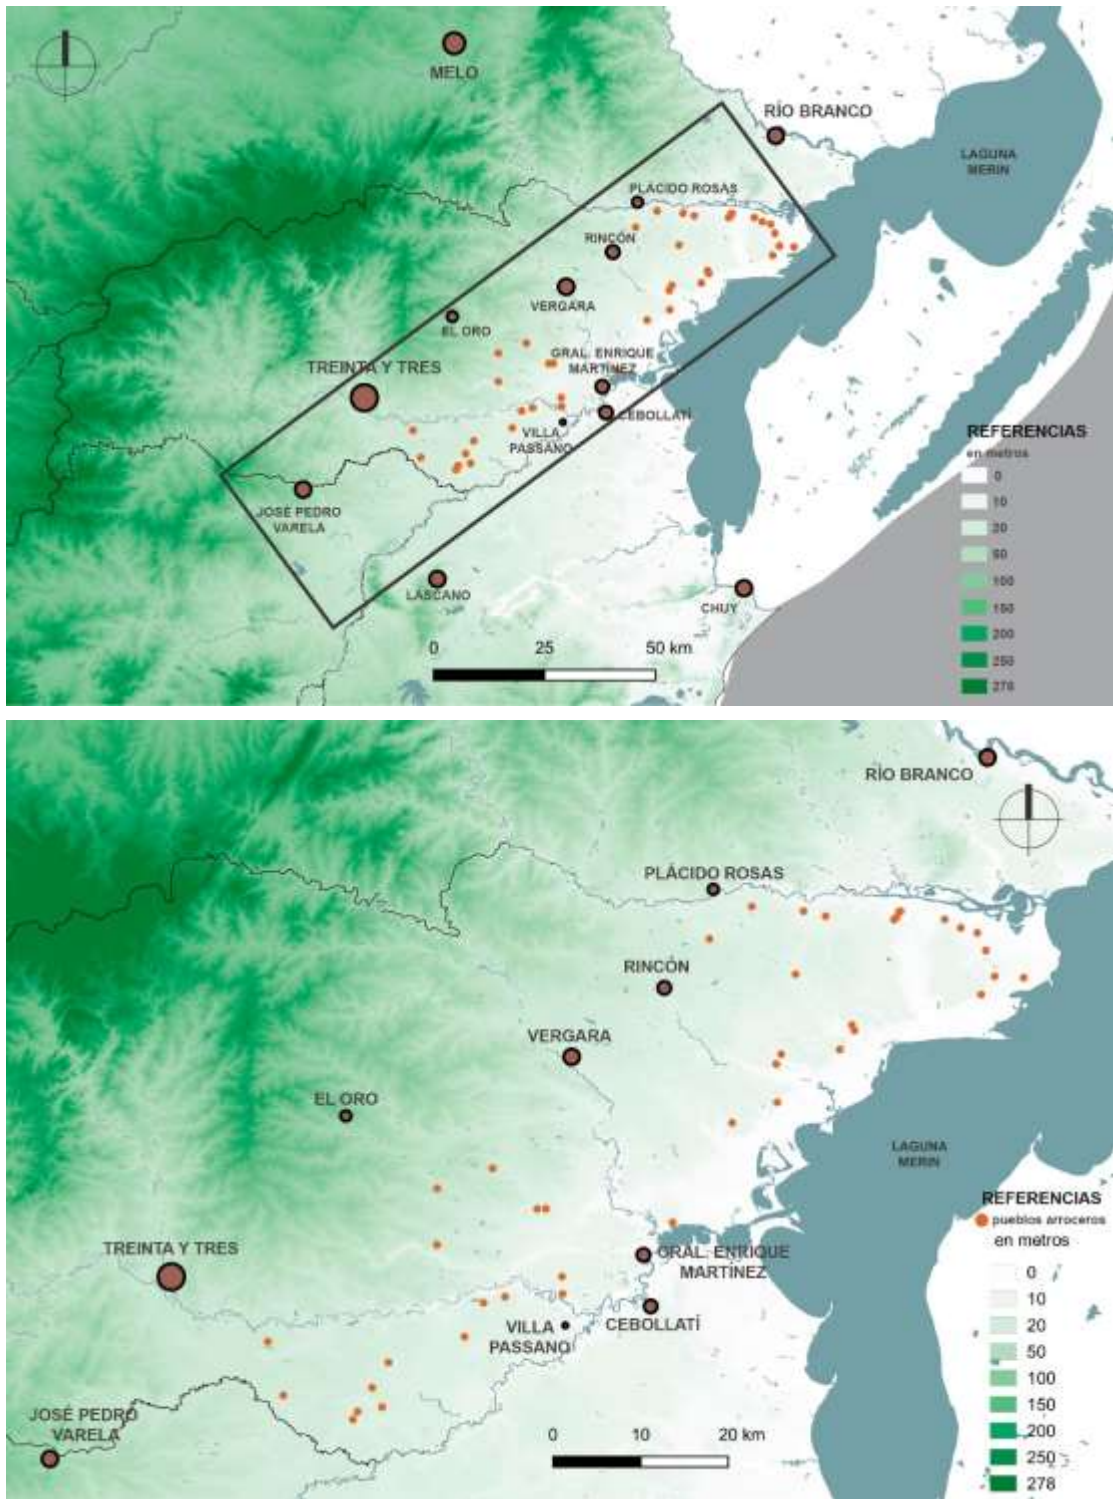 MELO
RÍO BRANCO
LAGUNA
MERIN
PLÁCIDO ROSAS
RINCÓN
VERGARA
EL ORO
GRAL. ENRIQUE
MARTÍNEZ
TREINTA Y TRES
CEBOLLATÍ
VILLA
PASSANO
REFERENCIAS
en metros
0
10
20
50
100
150
200
250
278
JOSÉ PEDRO
VARELA
LASCANO
CHUY
0 25 50 km
RÍO BRANCO
PLÁCIDO ROSAS
RINCÓN
VERGARA
EL ORO
LAGUNA
MERIN
TREINTA Y TRES
GRAL. ENRIQUE
MARTÍNEZ
VILLA
PASSANO
CEBOLLATÍ
JOSÉ PEDRO
VARELA
0 10 20 km
REFERENCIAS
pueblos arroceros
en metros
0
10
20
50
100
150
200
250
278